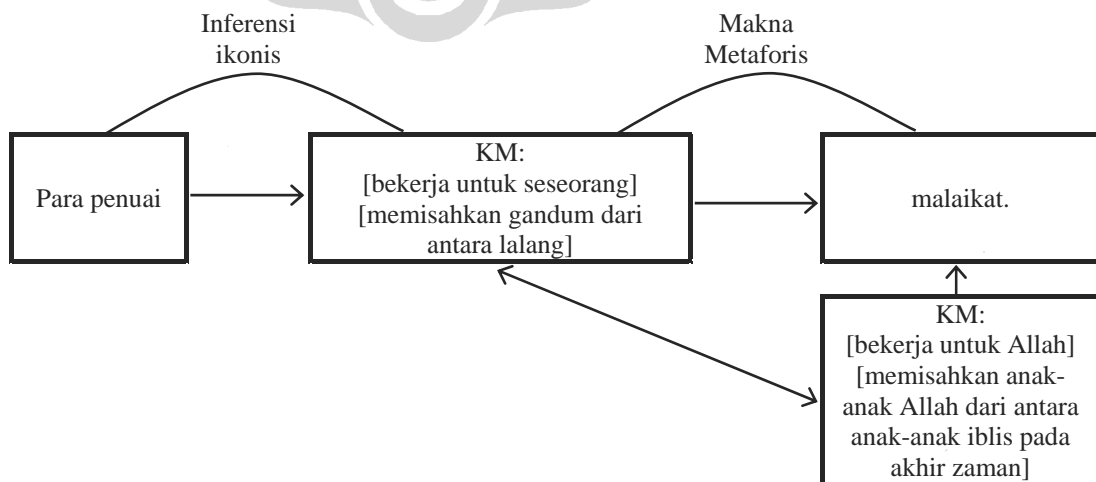 Inferensi
ikonis
Makna
Metaforis
Para penuai
KM:
[bekerja untuk seseorang]
[memisahkan gandum dari
antara lalang]
malaikat.
KM:
[bekerja untuk Allah]
[memisahkan anak-
anak Allah dari antara
anak-anak iblis pada
akhir zaman]